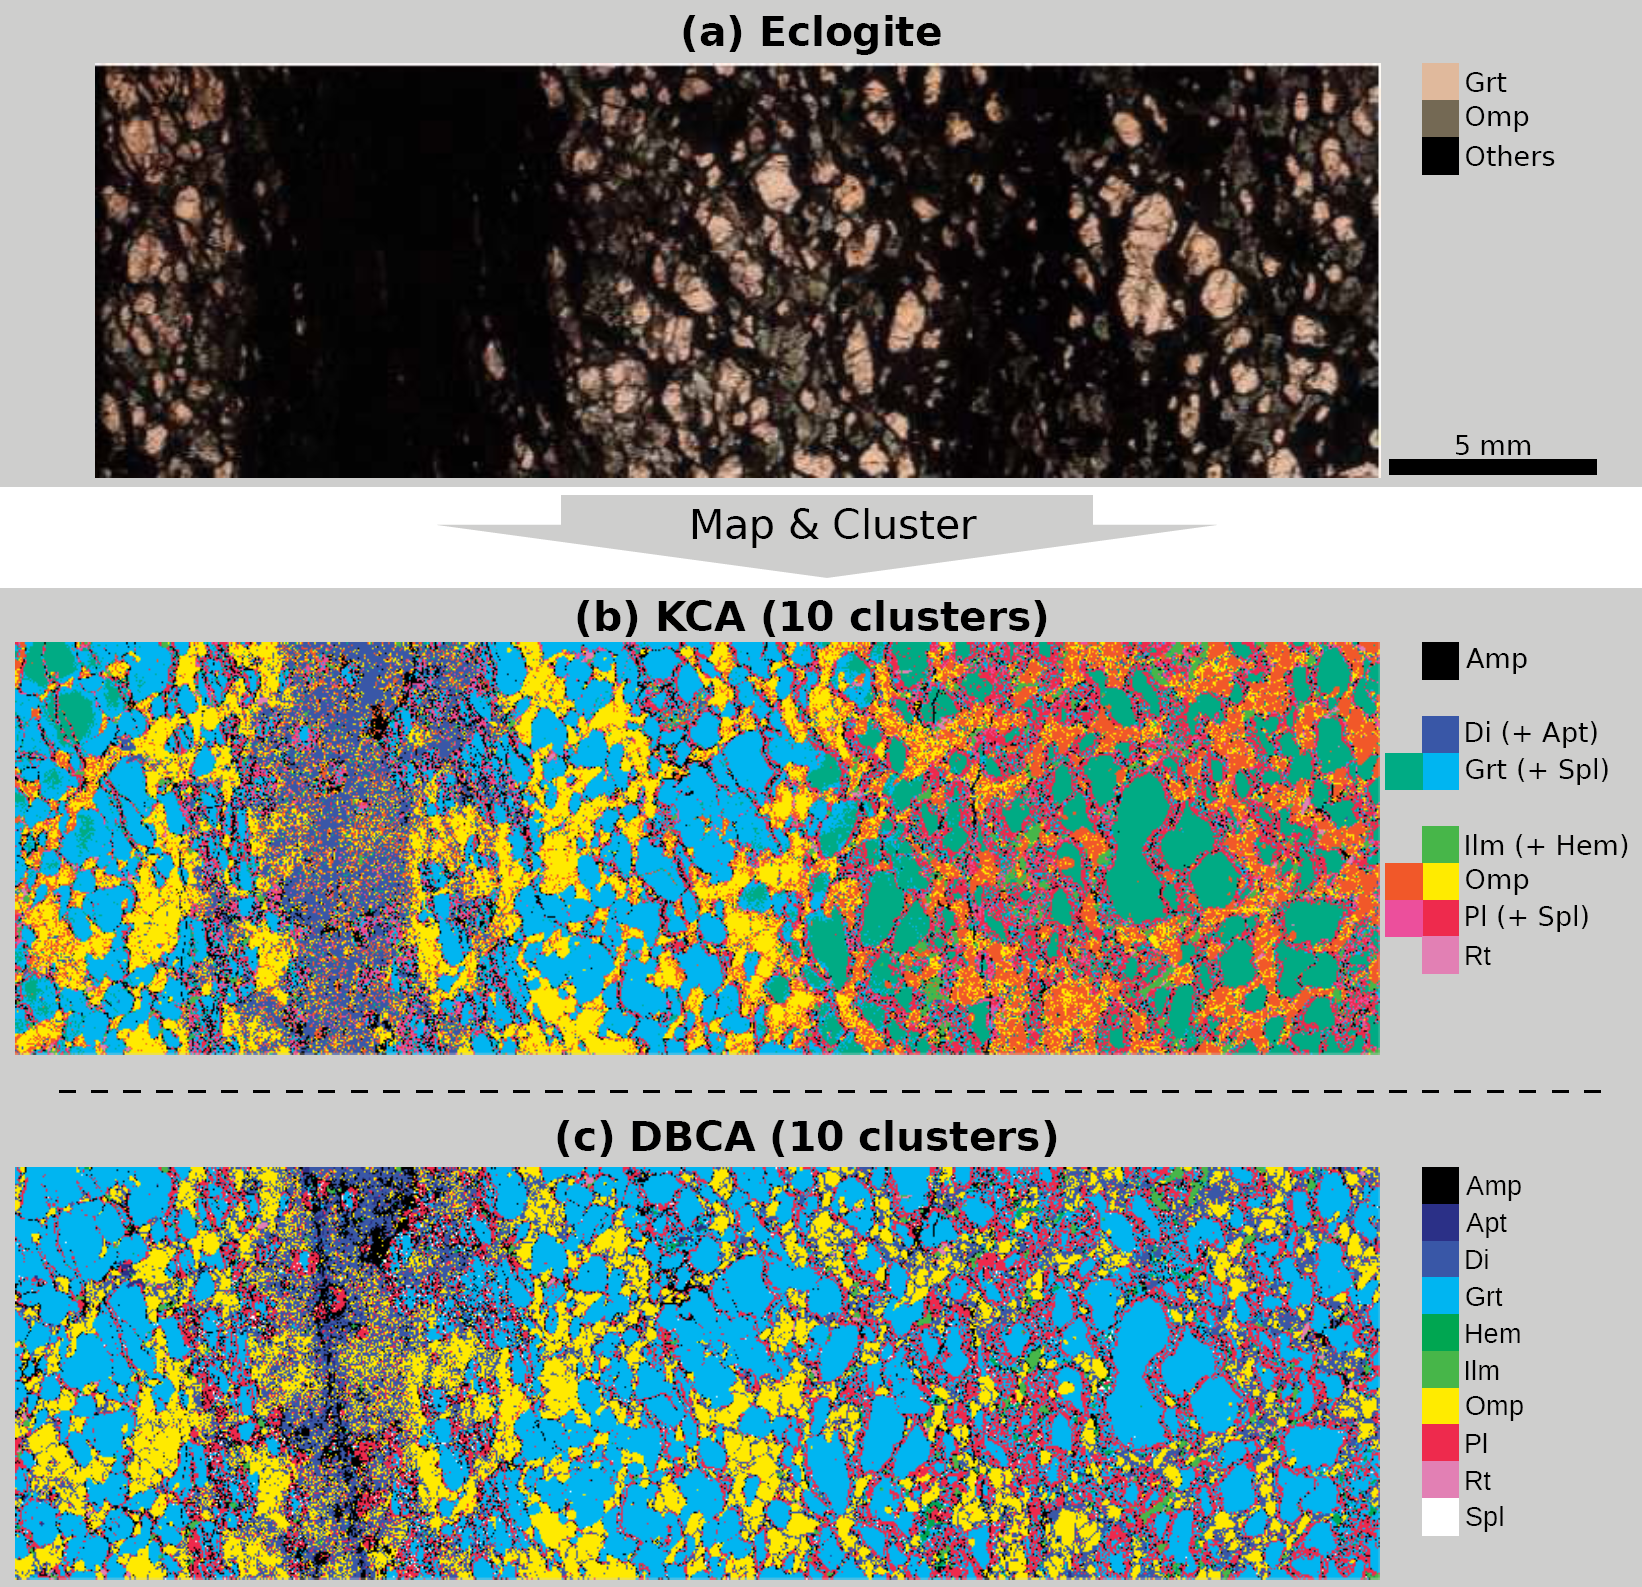 (a) Eclogite
Grt
Omp
Others
5 mm
Map & Cluster
(b) KCA (10 clusters)
Amp
Di (+ Apt)
Grt (+ Spl)
Ilm (+ Hem)
Omp
Pl (+ Spl)
Rt
(c) DBCA (10 clusters)
Amp
Apt
Di
Grt
Hem
Ilm
Omp
Pl
Rt
Spl